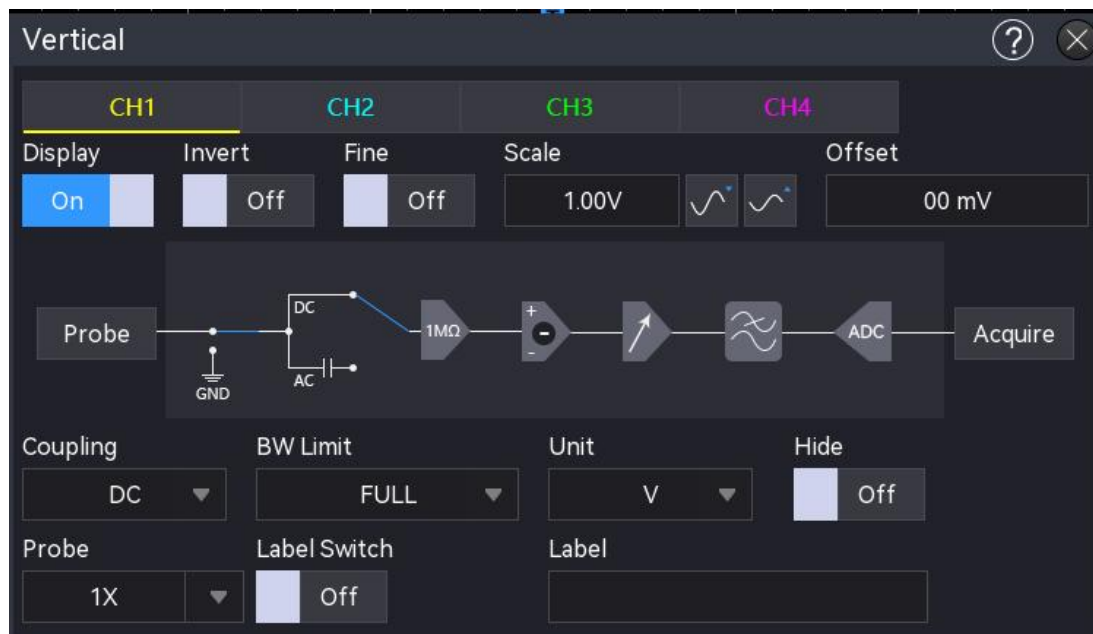 Vertical
CH1 CH2 CH3 CH4
Display Invert Fine Scale Offset
On Off Off 1.00V 00 mV
DC
+
Probe 1MΩ - ADC Acquire
-
AC
GND
Coupling BW Limit Unit Hide
DC FULL V Off
Probe Label Switch Label
1X Off